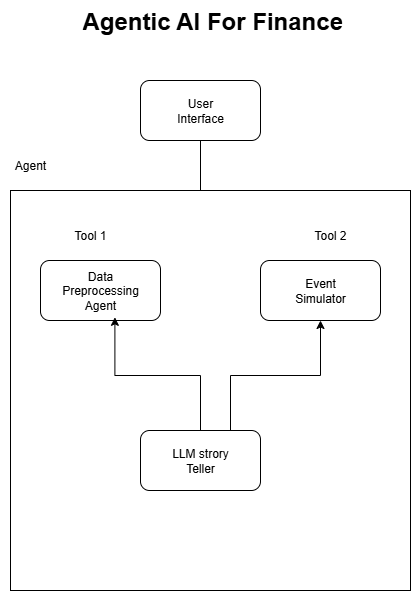 Agentic AI For Finance
User
Interface
Agent
Tool 1
Tool 2
Data
Preprocessing
Agent
Event
Simulator
LLM strory
Teller